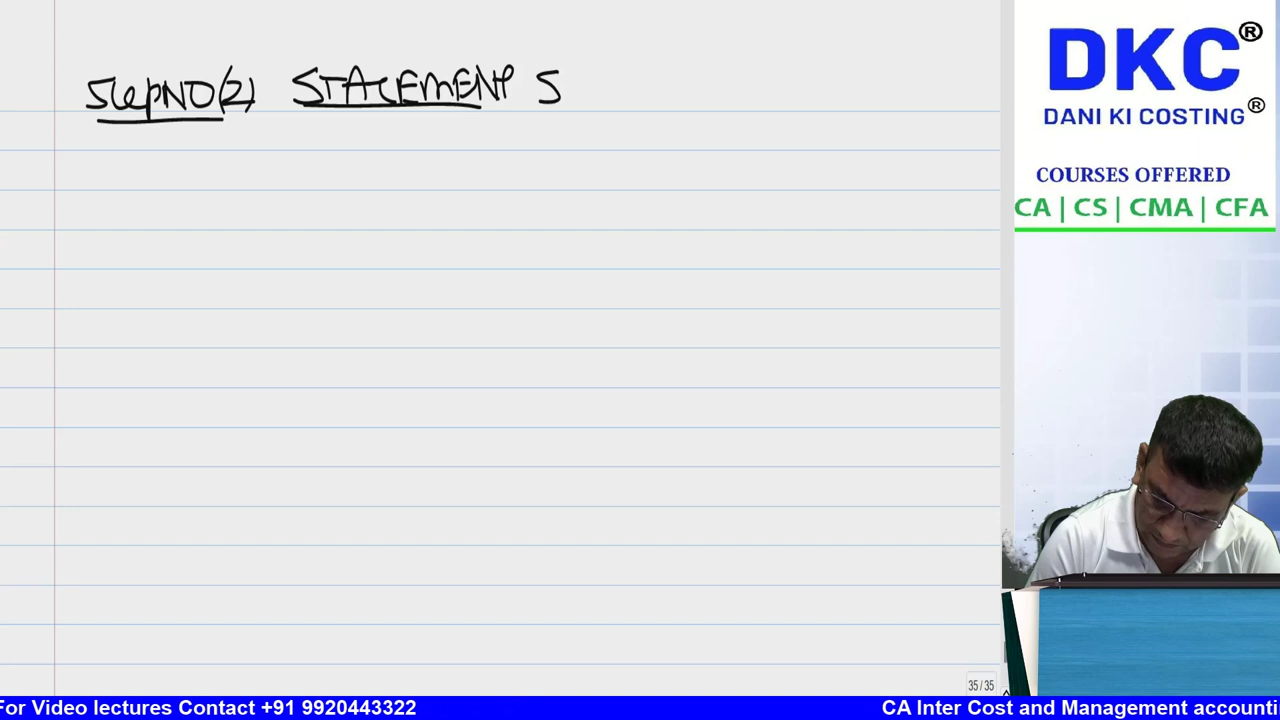 Step NO (2) STATEMENT S
DKC®
DANI KI COSTING®
COURSES OFFERED
CA | CS | CMA | CFA
35 / 35
For Video lectures Contact +91 9920443322 CA Inter Cost and Management accounti